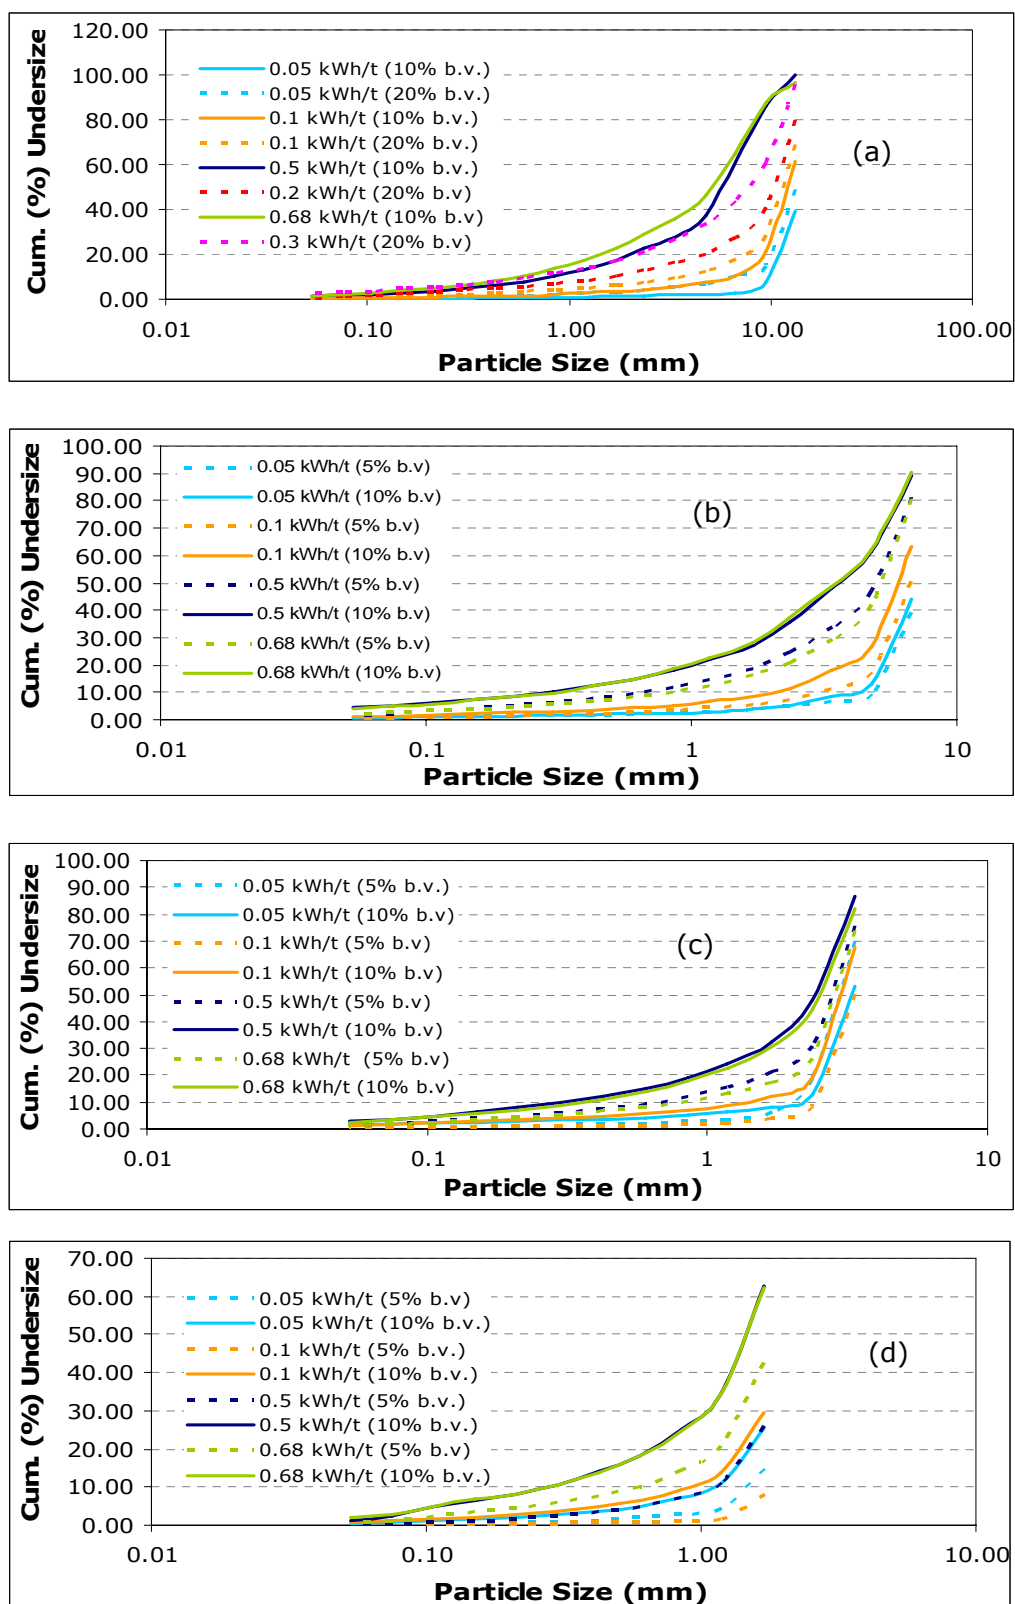 Cum. (%) Undersize
120.00
100.00
80.00
60.00
40.00
20.00
0.00
0.05 kWh/t (10% b.v.)
0.05 kWh/t (20% b.v.)
0.1 kWh/t (10% b.v.)
0.1 kWh/t (20% b.v.)
0.5 kWh/t (10% b.v.)
0.2 kWh/t (20% b.v)
0.68 kWh/t (10% b.v)
0.3 kWh/t (20% b.v)
(a)
0.01 0.10 1.00 10.00 100.00
Particle Size (mm)
Cum. (%) Undersize
100.00
90.00
80.00
70.00
60.00
50.00
40.00
30.00
20.00
10.00
0.00
0.05 kWh/t (5% b.v)
0.05 kWh/t (10% b.v)
0.1 kWh/t (5% b.v)
0.1 kWh/t (10% b.v)
0.5 kWh/t (5% b.v)
0.5 kWh/t (10% b.v)
0.68 kWh/t (5% b.v)
0.68 kWh/t (10% b.v)
(b)
0.01 0.1 1 10
Particle Size (mm)
Cum. (%) Undersize
100.00
90.00
80.00
70.00
60.00
50.00
40.00
30.00
20.00
10.00
0.00
0.05 kWh/t (5% b.v.)
0.05 kWh/t (10% b.v)
0.1 kWh/t (5% b.v)
0.1 kWh/t (10% b.v)
0.5 kWh/t (5% b.v)
0.5 kWh/t (10% b.v)
0.68 kWh/t (5% b.v)
0.68 kWh/t (10% b.v)
(c)
0.01 0.1 1 10
Particle Size (mm)
Cum. (%) Undersize
70.00
60.00
50.00
40.00
30.00
20.00
10.00
0.00
0.05 kWh/t (5% b.v)
0.05 kWh/t (10% b.v.)
0.1 kWh/t (5% b.v.)
0.1 kWh/t (10% b.v.)
0.5 kWh/t (5% b.v.)
0.5 kWh/t (10% b.v.)
0.68 kWh/t (5% b.v)
0.68 kWh/t (10% b.v.)
(d)
0.01 0.10 1.00 10.00
Particle Size (mm)